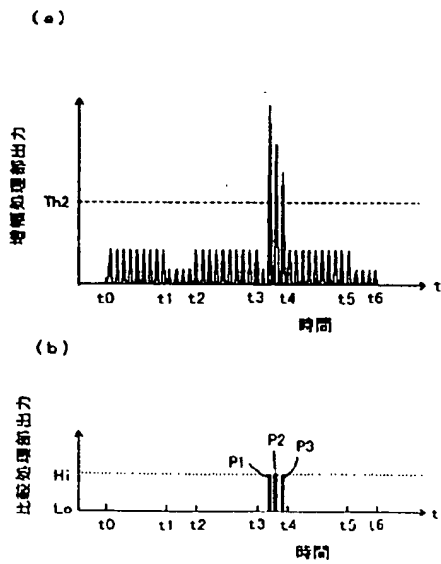 (a)
増幅処理部出力
Th2
t0 t1 t2 t3 t4 t5 t6 t
時間
(b)
比較処理部出力
P1 P2 P3
Hi
Lo
t0 t1 t2 t3 t4 t5 t6 t
時間